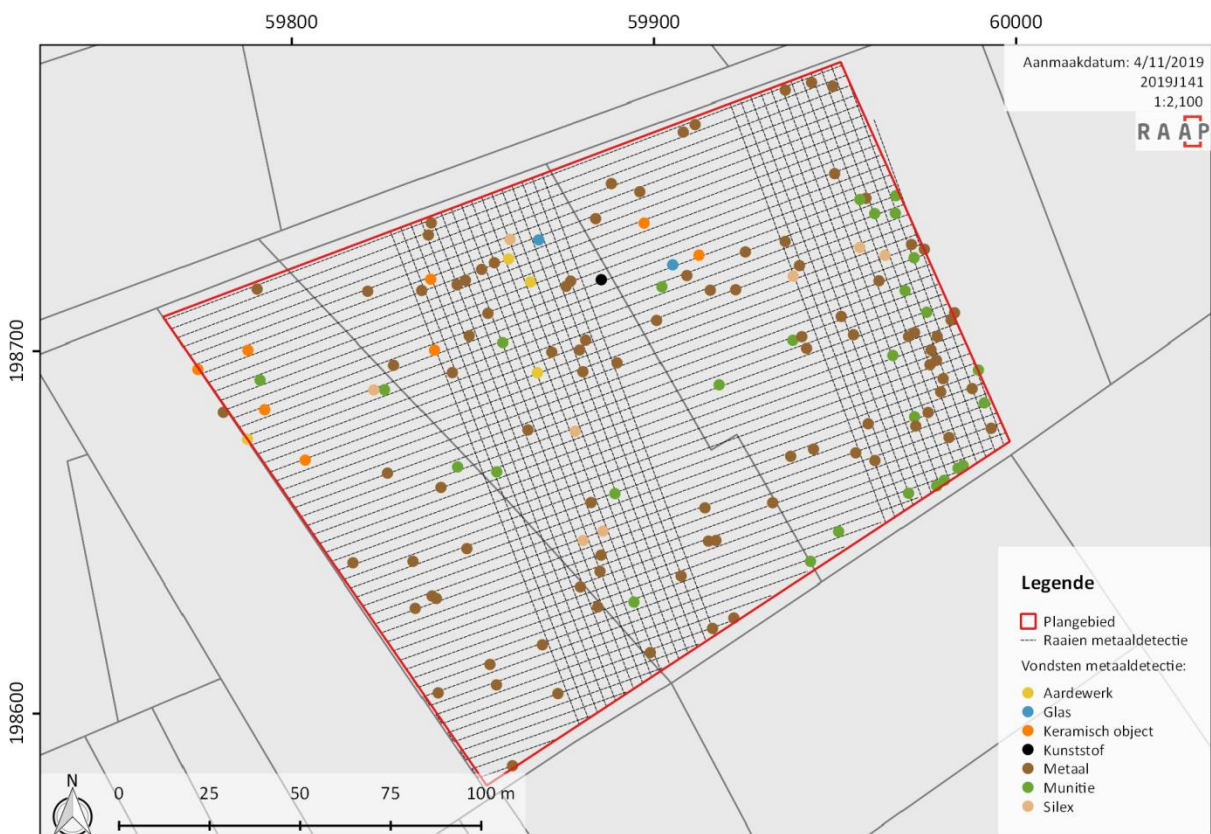 59800
59900
60000
Aanmaakdatum: 4/11/2019
2019J141
1:2,100
RAAP
198700
198600
Legende
Plangebied
Raaien metaaldetectie
Vondsten metaaldetectie:
Aardewerk
Glas
Keramisch object
Kunststof
Metaal
Munitie
Silex
N
0 25 50 75 100 m